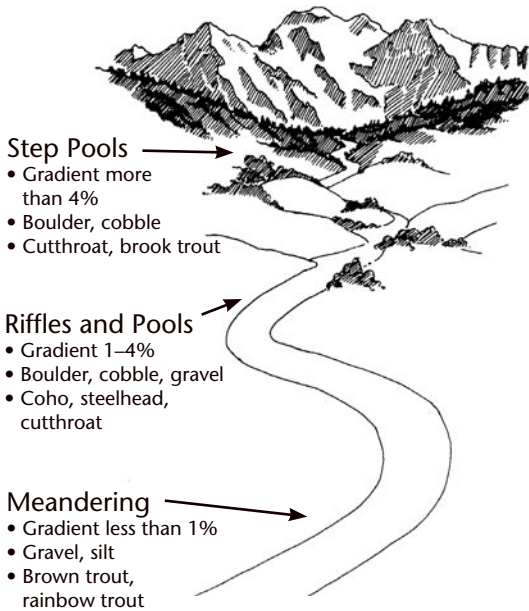 Step Pools
• Gradient more
than 4%
• Boulder, cobble
• Cutthroat, brook trout
Riffles and Pools
• Gradient 1–4%
• Boulder, cobble, gravel
• Coho, steelhead,
cutthroat
Meandering
• Gradient less than 1%
• Gravel, silt
• Brown trout,
rainbow trout